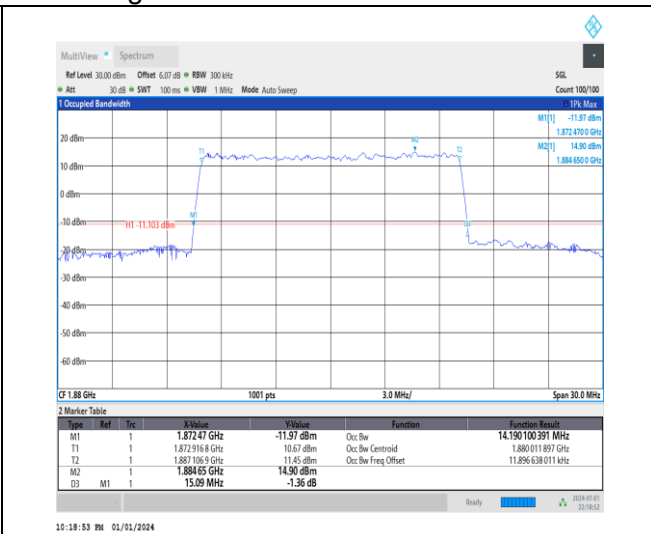 MultiView Spectrum
Ref Level 30.00 dBm Offset 6.07 dB RBW 300 kHz SGL
Att 30 dB SWT 100 ms VBW 1 MHz Mode Auto Sweep Count 100/100
1 Occupied Bandwidth 1Pk Max
M1[1] -11.97 dBm
1.872 470 0 GHz
M2[1] 14.90 dBm
1.884 650 0 GHz
20 dBm
M2
T1
T2
10 dBm
0 dBm
M1
-10 dBm
H1 -11.103 dBm
-20 dBm
-30 dBm
-40 dBm
-50 dBm
-60 dBm
CF 1.88 GHz 1001 pts 3.0 MHz/ Span 30.0 MHz
2 Marker Table
Type Ref Trc X-Value Y-Value Function Function Result
M1 1 1.872 47 GHz -11.97 dBm Occ Bw 14.190 100 391 MHz
T1 1 1.872 916 8 GHz 10.67 dBm Occ Bw Centroid 1.880 011 897 GHz
T2 1 1.887 106 9 GHz 11.45 dBm Occ Bw Freq Offset 11.896 638 011 kHz
M2 1 1.884 65 GHz 14.90 dBm
D3 M1 1 15.09 MHz -1.36 dB
Ready 2024-01-01
22:18:52
10:18:53 PM 01/01/2024